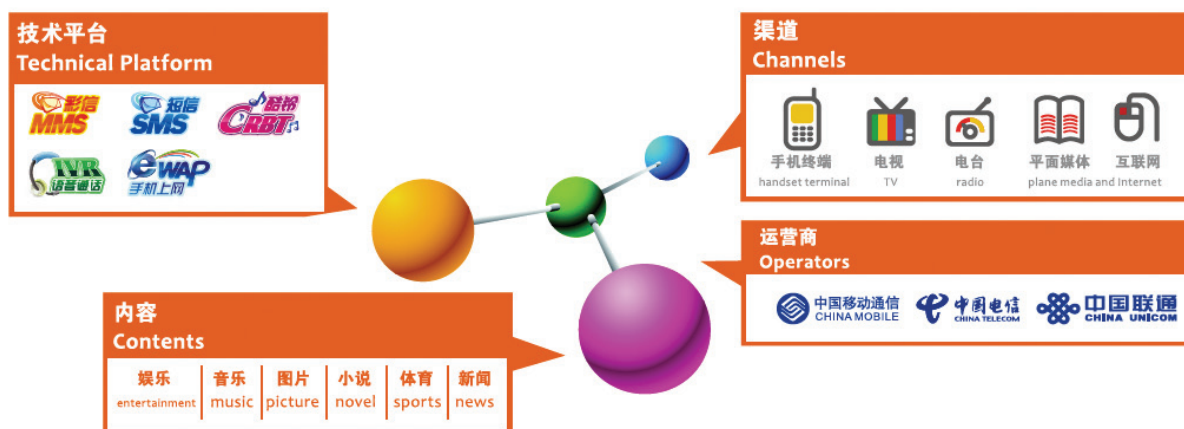 技术平台
Technical Platform
彩信
MMS
短信
SMS
酷铃
CRBT
IVR
语音通话
eWAP
手机上网
渠道
Channels
手机终端 电视 电台 平面媒体 互联网
handset terminal TV radio plane media and Internet
运营商
Operators
中国移动通信
CHINA MOBILE
中国电信
CHINA TELECOM
中国联通
CHINA UNICOM
内容
Contents
娱乐 音乐 图片 小说 体育 新闻
entertainment music picture novel sports news